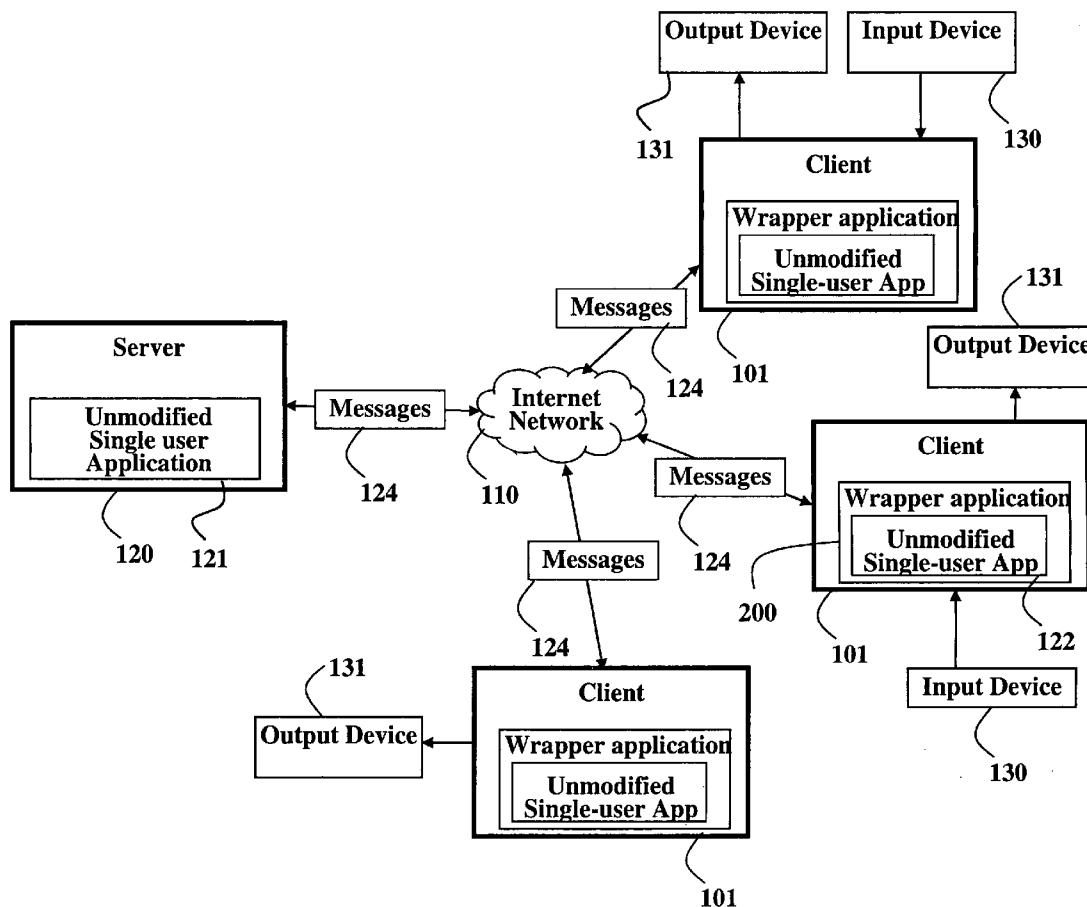 Output Device
Input Device
131
130
Client
Wrapper application
Unmodified
Single-user App
101
Messages
124
131
Output Device
Server
Unmodified
Single user
Application
120
121
Messages
124
Internet
Network
110
Messages
124
Client
Wrapper application
Unmodified
Single-user App
200
122
101
Input Device
130
Messages
124
131
Output Device
Client
Wrapper application
Unmodified
Single-user App
101